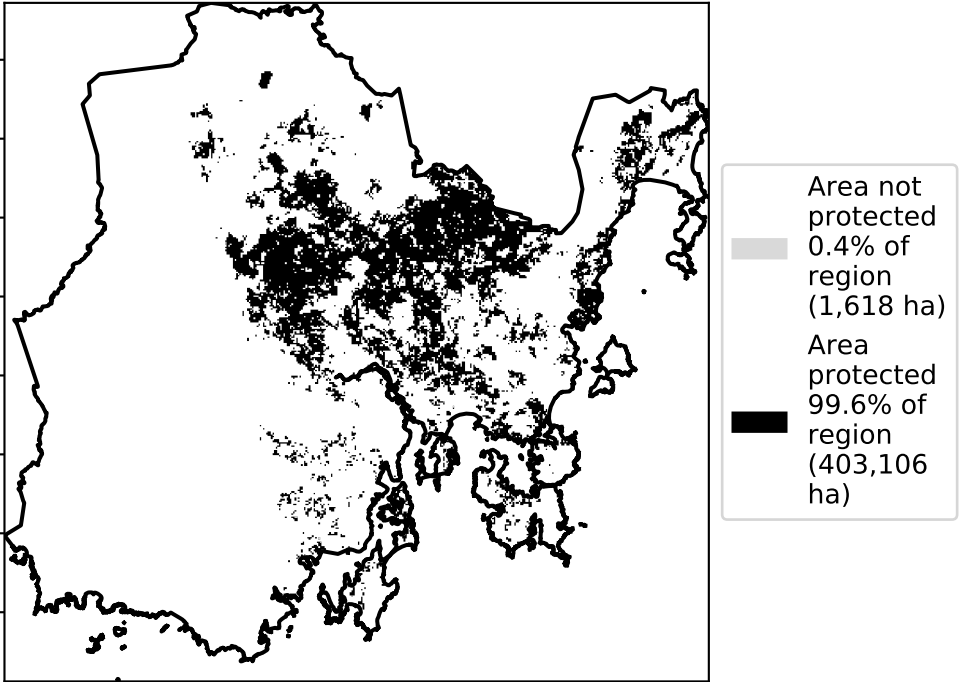 Area not
protected
0.4% of
region
(1,618 ha)
Area
protected
99.6% of
region
(403,106
ha)